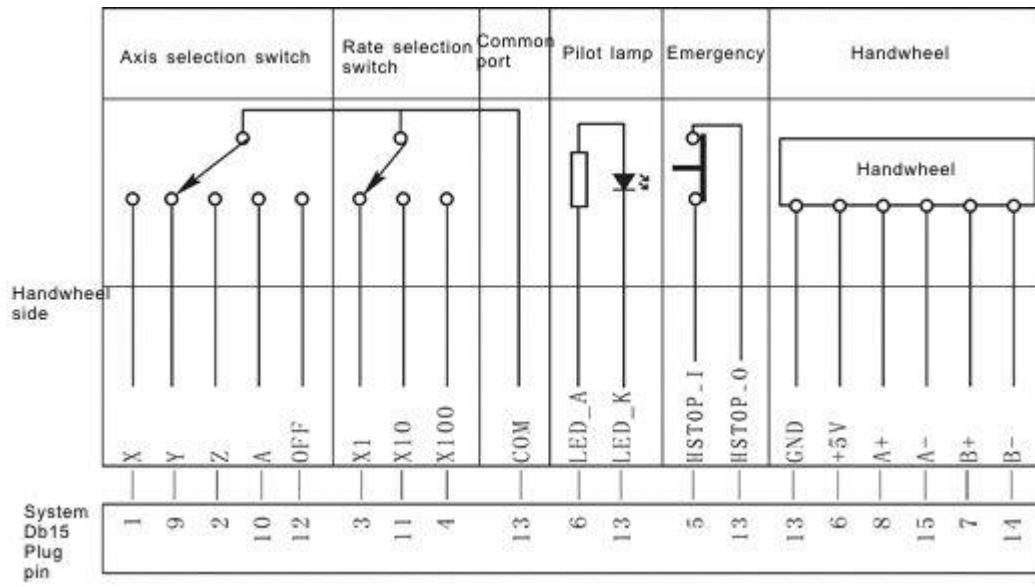 Axis selection switch
Rate selection
switch
Common
port
Pilot lamp
Emergency
Handwheel
Handwheel
Handwheel
side
X
Y
Z
A
OFF
X1
X10
X100
COM
LED_A
LED_K
HSTOP-I
HSTOP-O
GND
+5V
A+
A-
B+
B-
System
Db15
Plug
pin
1
9
2
10
12
3
11
4
13
6
13
5
13
13
6
8
15
7
14